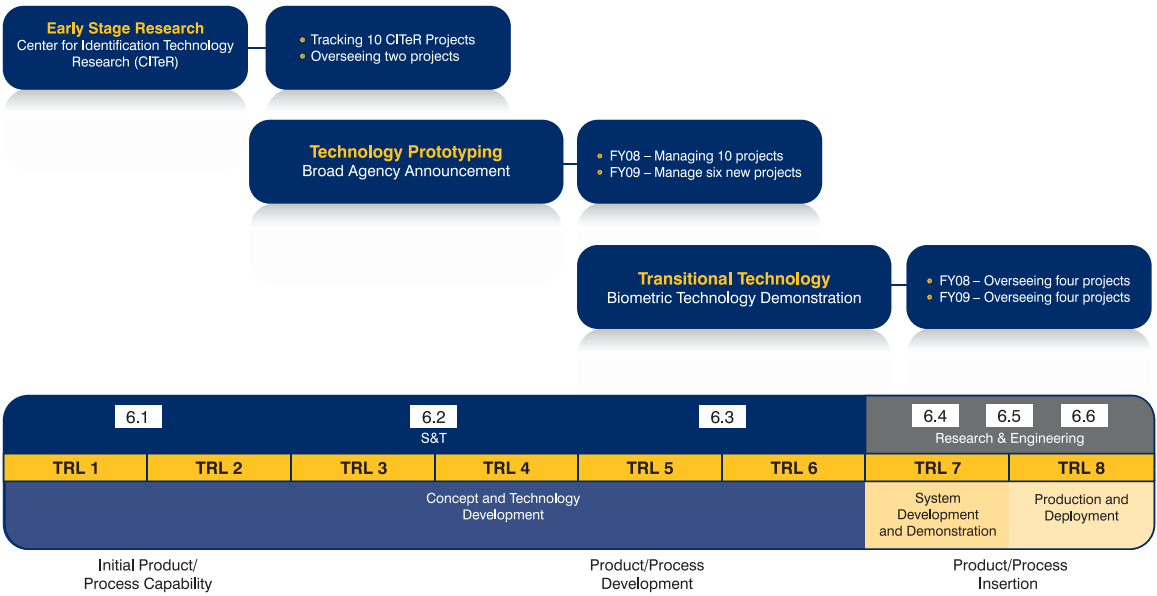 Early Stage Research
Center for Identification Technology
Research (CITeR)
• Tracking 10 CITeR Projects
• Overseeing two projects
Technology Prototyping
Broad Agency Announcement
• FY08 – Managing 10 projects
• FY09 – Manage six new projects
Transitional Technology
Biometric Technology Demonstration
• FY08 – Overseeing four projects
• FY09 – Overseeing four projects
6.1 6.2 6.3 6.4 6.5 6.6
S&T Research & Engineering
TRL 1 TRL 2 TRL 3 TRL 4 TRL 5 TRL 6 TRL 7 TRL 8
Concept and Technology
Development
System
Development
and Demonstration
Production and
Deployment
Initial Product/
Process Capability
Product/Process
Development
Product/Process
Insertion